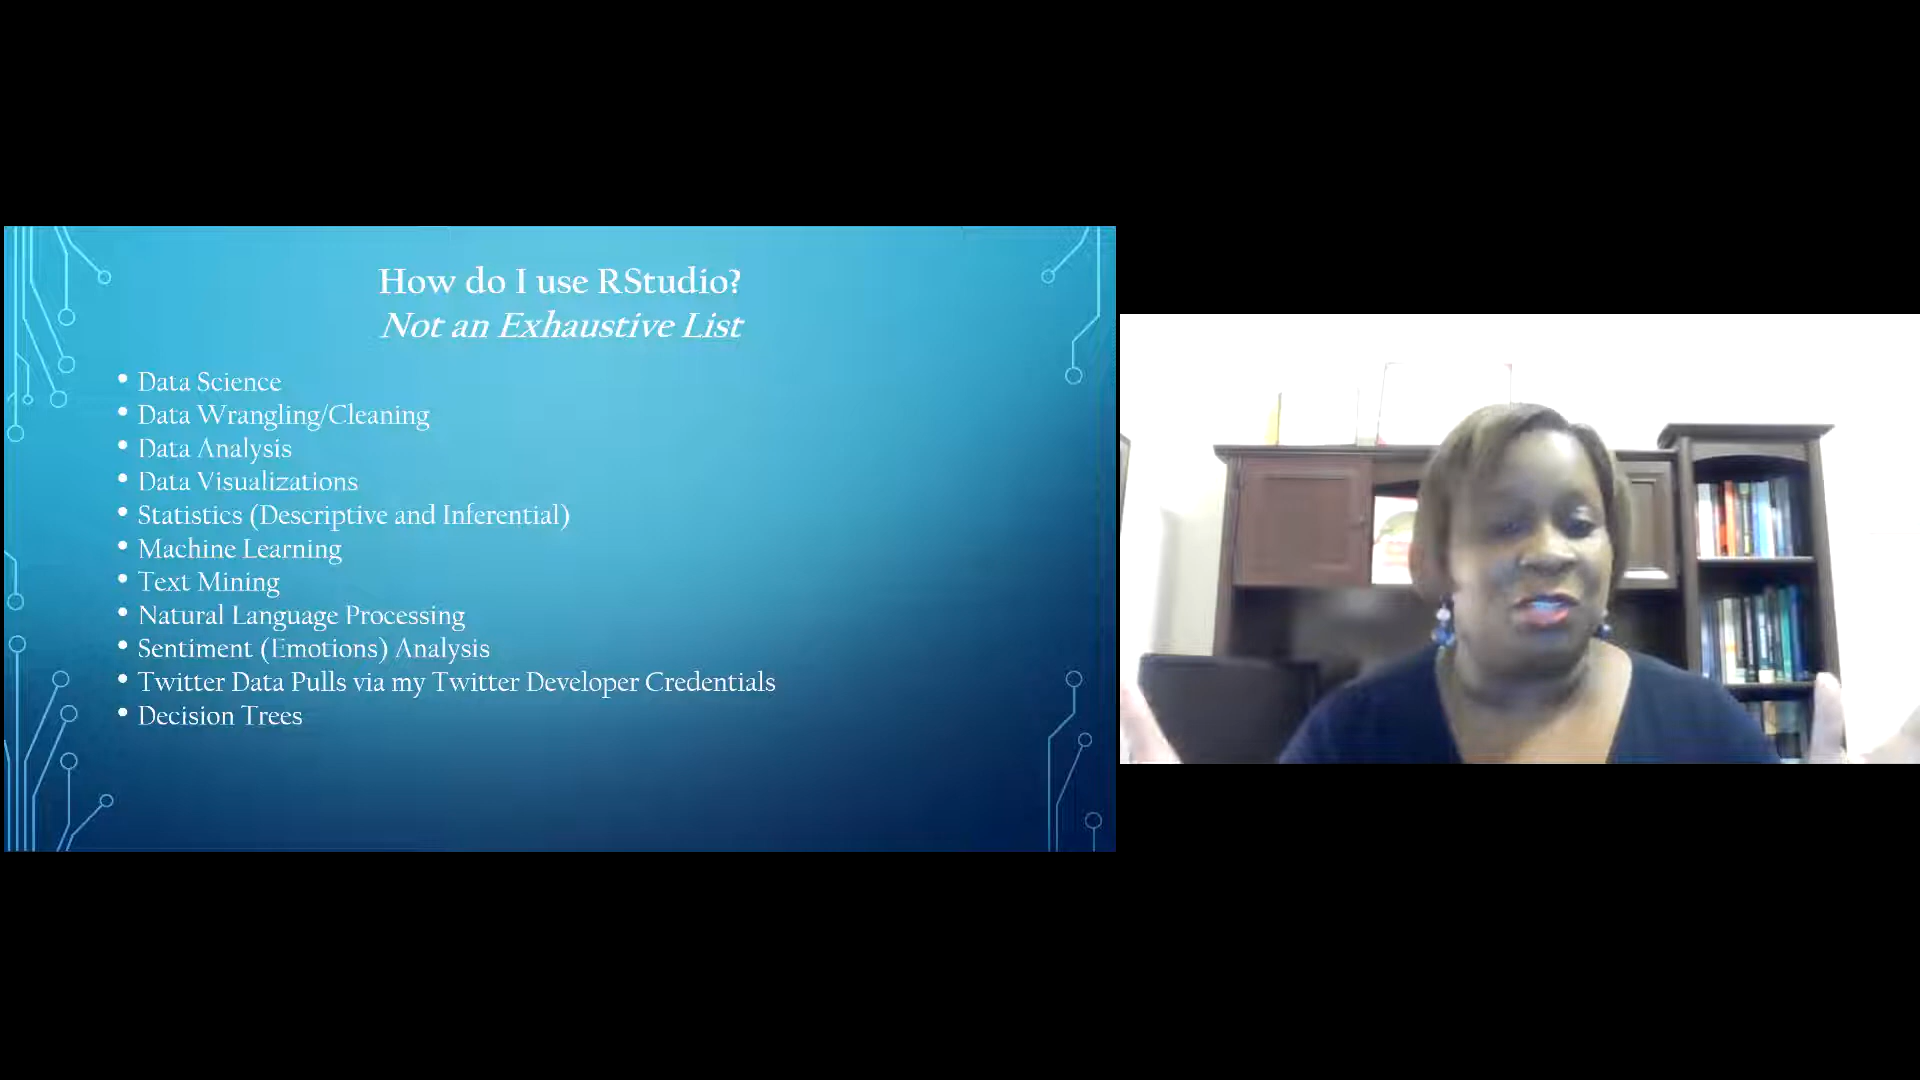 How do I use RStudio?
Not an Exhaustive List
• Data Science
• Data Wrangling/Cleaning
• Data Analysis
• Data Visualizations
• Statistics (Descriptive and Inferential)
• Machine Learning
• Text Mining
• Natural Language Processing
• Sentiment (Emotions) Analysis
• Twitter Data Pulls via my Twitter Developer Credentials
• Decision Trees